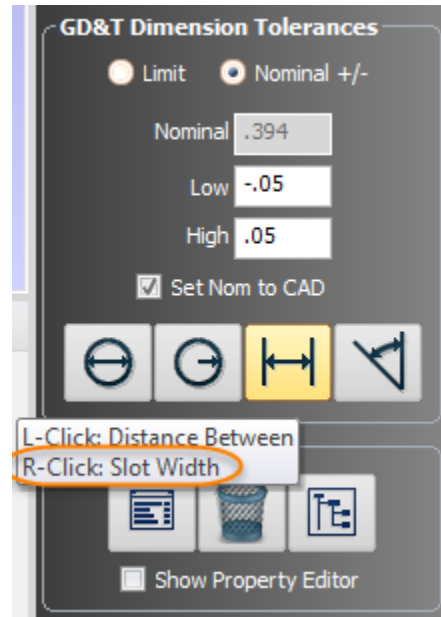 GD&T Dimension Tolerances
Limit Nominal +/-
Nominal .394
Low -.05
High .05
Set Nom to CAD
L-Click: Distance Between
R-Click: Slot Width
Show Property Editor